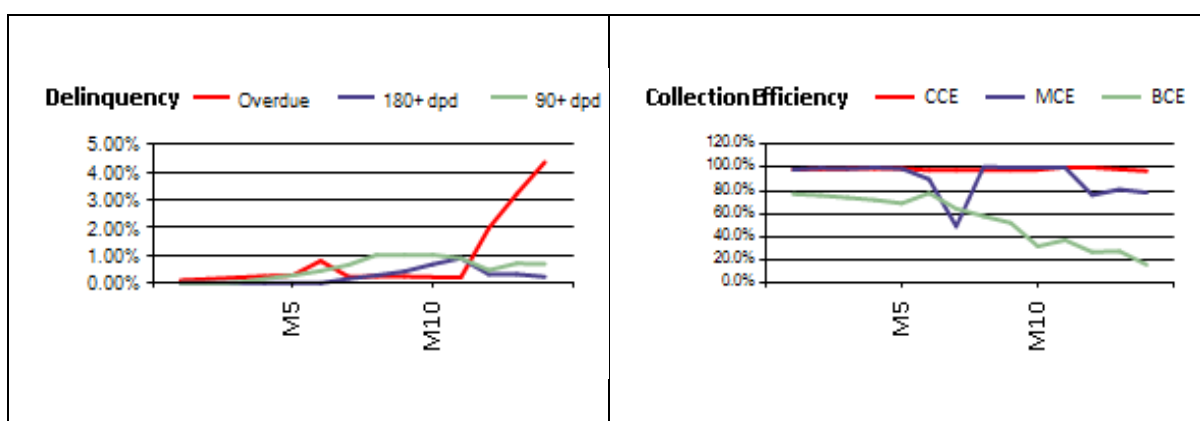 Delinquency Overdue 180+ dpd 90+ dpd
5.00%
4.00%
3.00%
2.00%
1.00%
0.00%
M5
M10
CollectionEfficiency CCE MCE BCE
120.0%
100.0%
80.0%
60.0%
40.0%
20.0%
0.0%
M5
M10